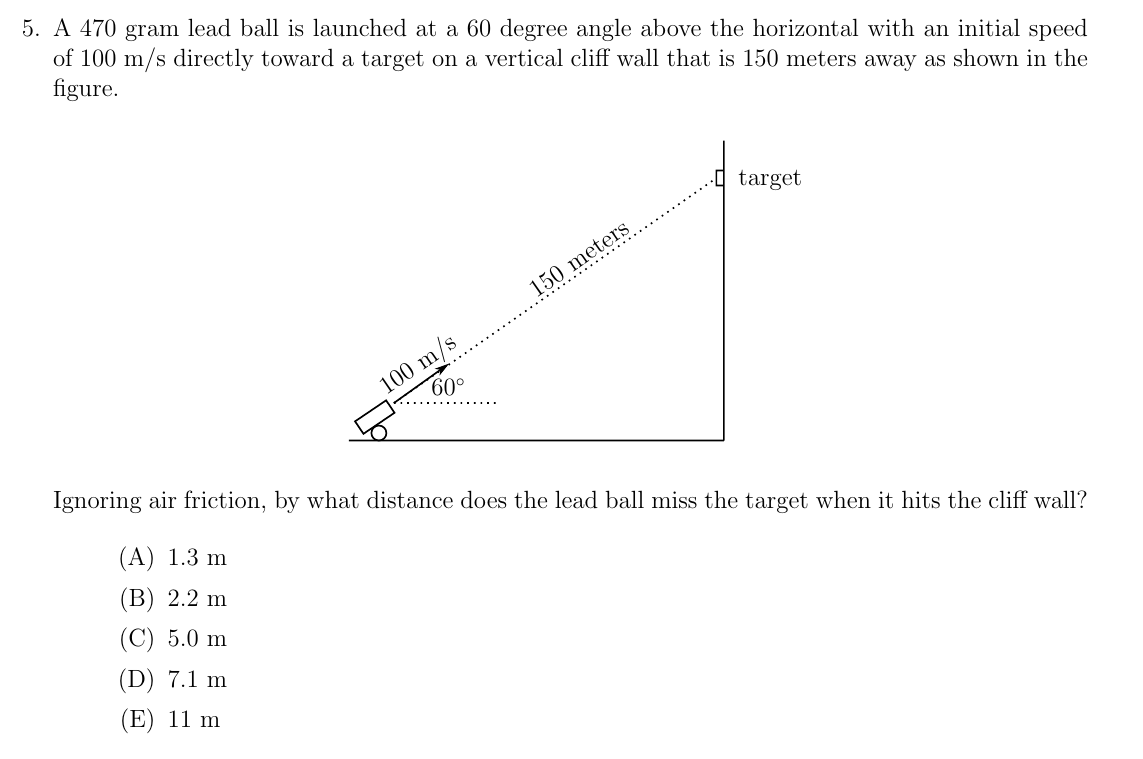 5. A 470 gram lead ball is launched at a 60 degree angle above the horizontal with an initial speed
of 100 m/s directly toward a target on a vertical cliff wall that is 150 meters away as shown in the
figure.
target
150 meters
100 m/s
60°
Ignoring air friction, by what distance does the lead ball miss the target when it hits the cliff wall?
(A) 1.3 m
(B) 2.2 m
(C) 5.0 m
(D) 7.1 m
(E) 11 m